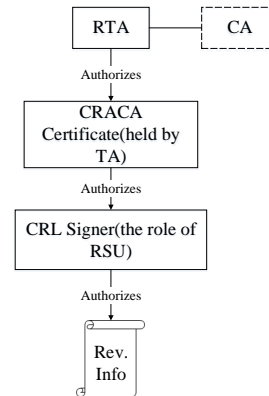 RTA
CA
Authorizes
CRACA
Certificate(held by
TA)
Authorizes
CRL Signer(the role of
RSU)
Authorizes
Rev.
Info